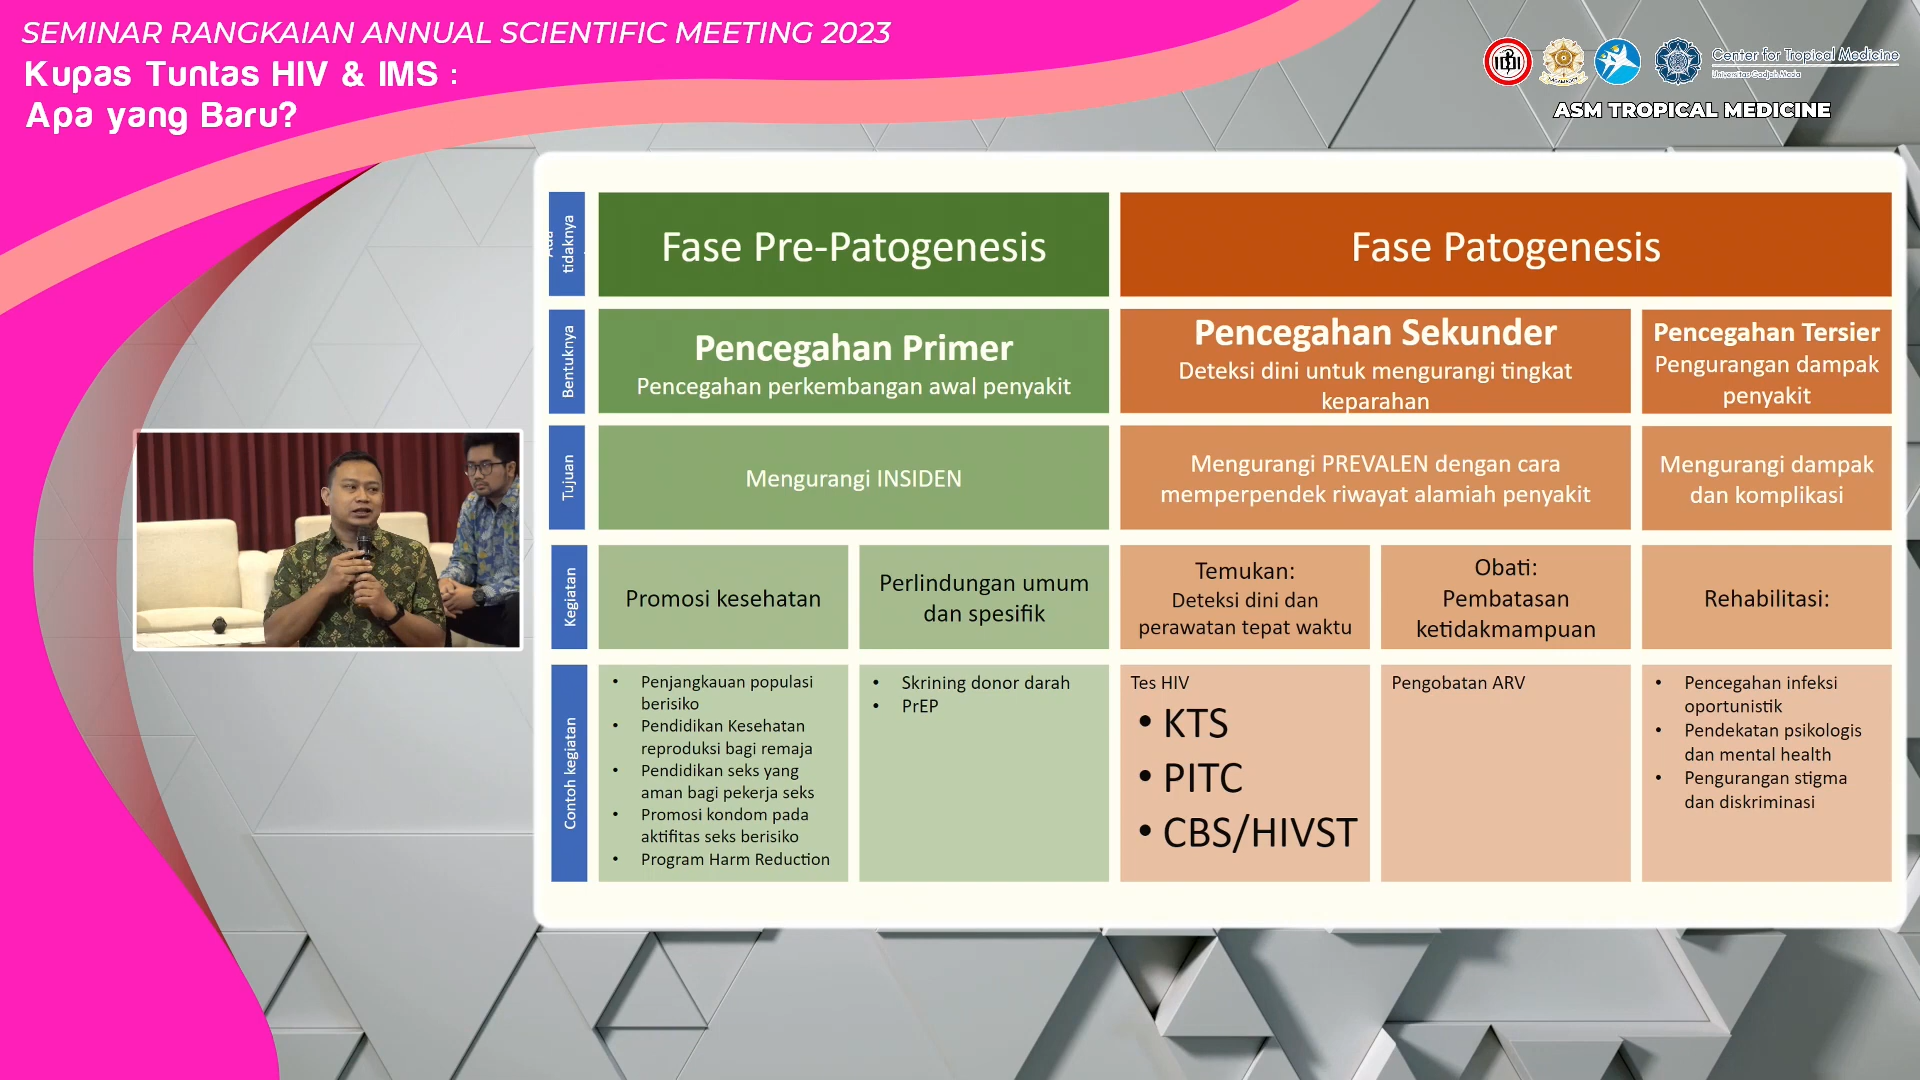 SEMINAR RANGKAIAN ANNUAL SCIENTIFIC MEETING 2023
Kupas Tuntas HIV & IMS :
Apa yang Baru?
Center for Tropical Medicine
Universitas Gadjah Mada
ASM TROPICAL MEDICINE
tidaknya
Fase Pre-Patogenesis
Fase Patogenesis
Bentuknya
Pencegahan Primer
Pencegahan perkembangan awal penyakit
Pencegahan Sekunder
Deteksi dini untuk mengurangi tingkat
keparahan
Pencegahan Tersier
Pengurangan dampak
penyakit
Tujuan
Mengurangi INSIDEN
Mengurangi PREVALEN dengan cara
memperpendek riwayat alamiah penyakit
Mengurangi dampak
dan komplikasi
Kegiatan
Promosi kesehatan
Perlindungan umum
dan spesifik
Temukan:
Deteksi dini dan
perawatan tepat waktu
Obati:
Pembatasan
ketidakmampuan
Rehabilitasi:
Contoh kegiatan
• Penjangkauan populasi
berisiko
• Pendidikan Kesehatan
reproduksi bagi remaja
• Pendidikan seks yang
aman bagi pekerja seks
• Promosi kondom pada
aktifitas seks berisiko
• Program Harm Reduction
• Skrining donor darah
• PrEP
Tes HIV
• KTS
• PITC
• CBS/HIVST
Pengobatan ARV
• Pencegahan infeksi
oportunistik
• Pendekatan psikologis
dan mental health
• Pengurangan stigma
dan diskriminasi